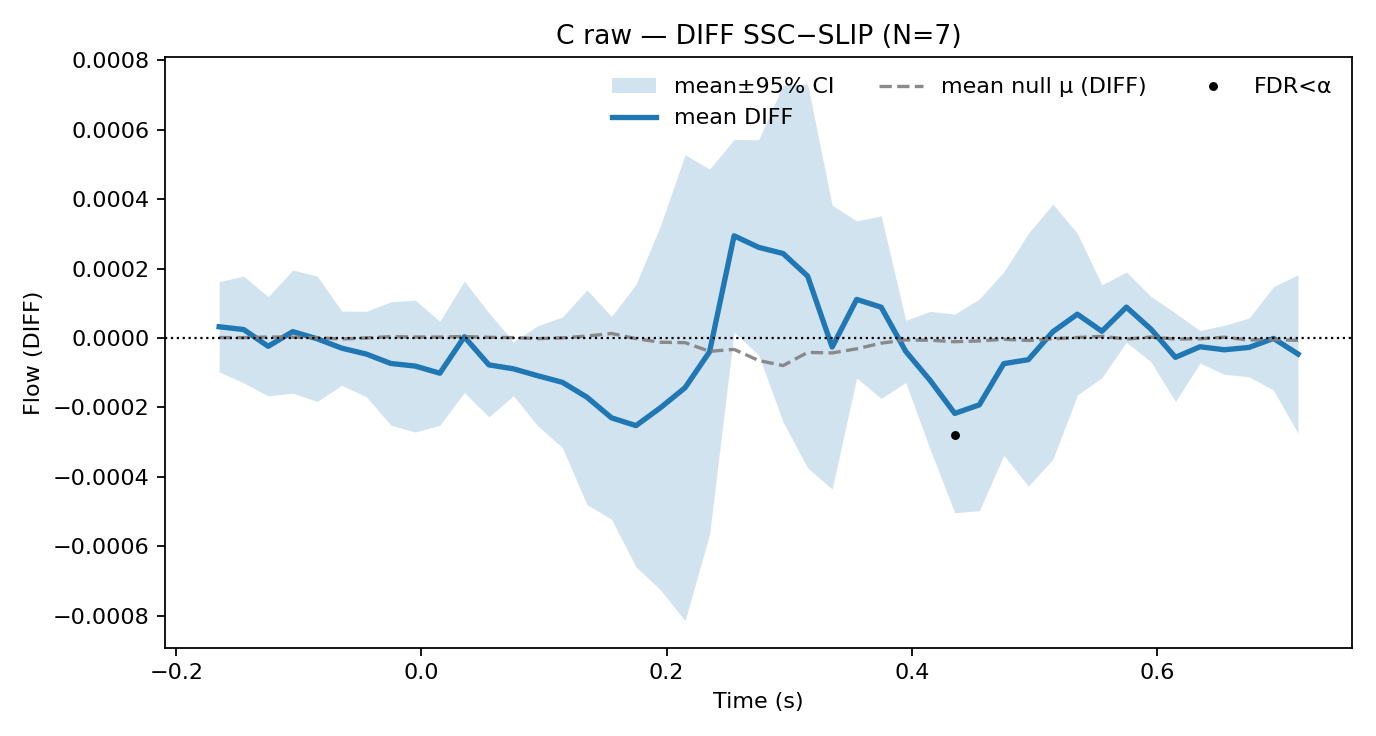 C raw — DIFF SSC−SLIP (N=7)
mean±95% CI
mean DIFF
mean null μ (DIFF)
FDR<α
Flow (DIFF)
0.0008
0.0006
0.0004
0.0002
0.0000
−0.0002
−0.0004
−0.0006
−0.0008
−0.2
0.0
0.2
0.4
0.6
Time (s)